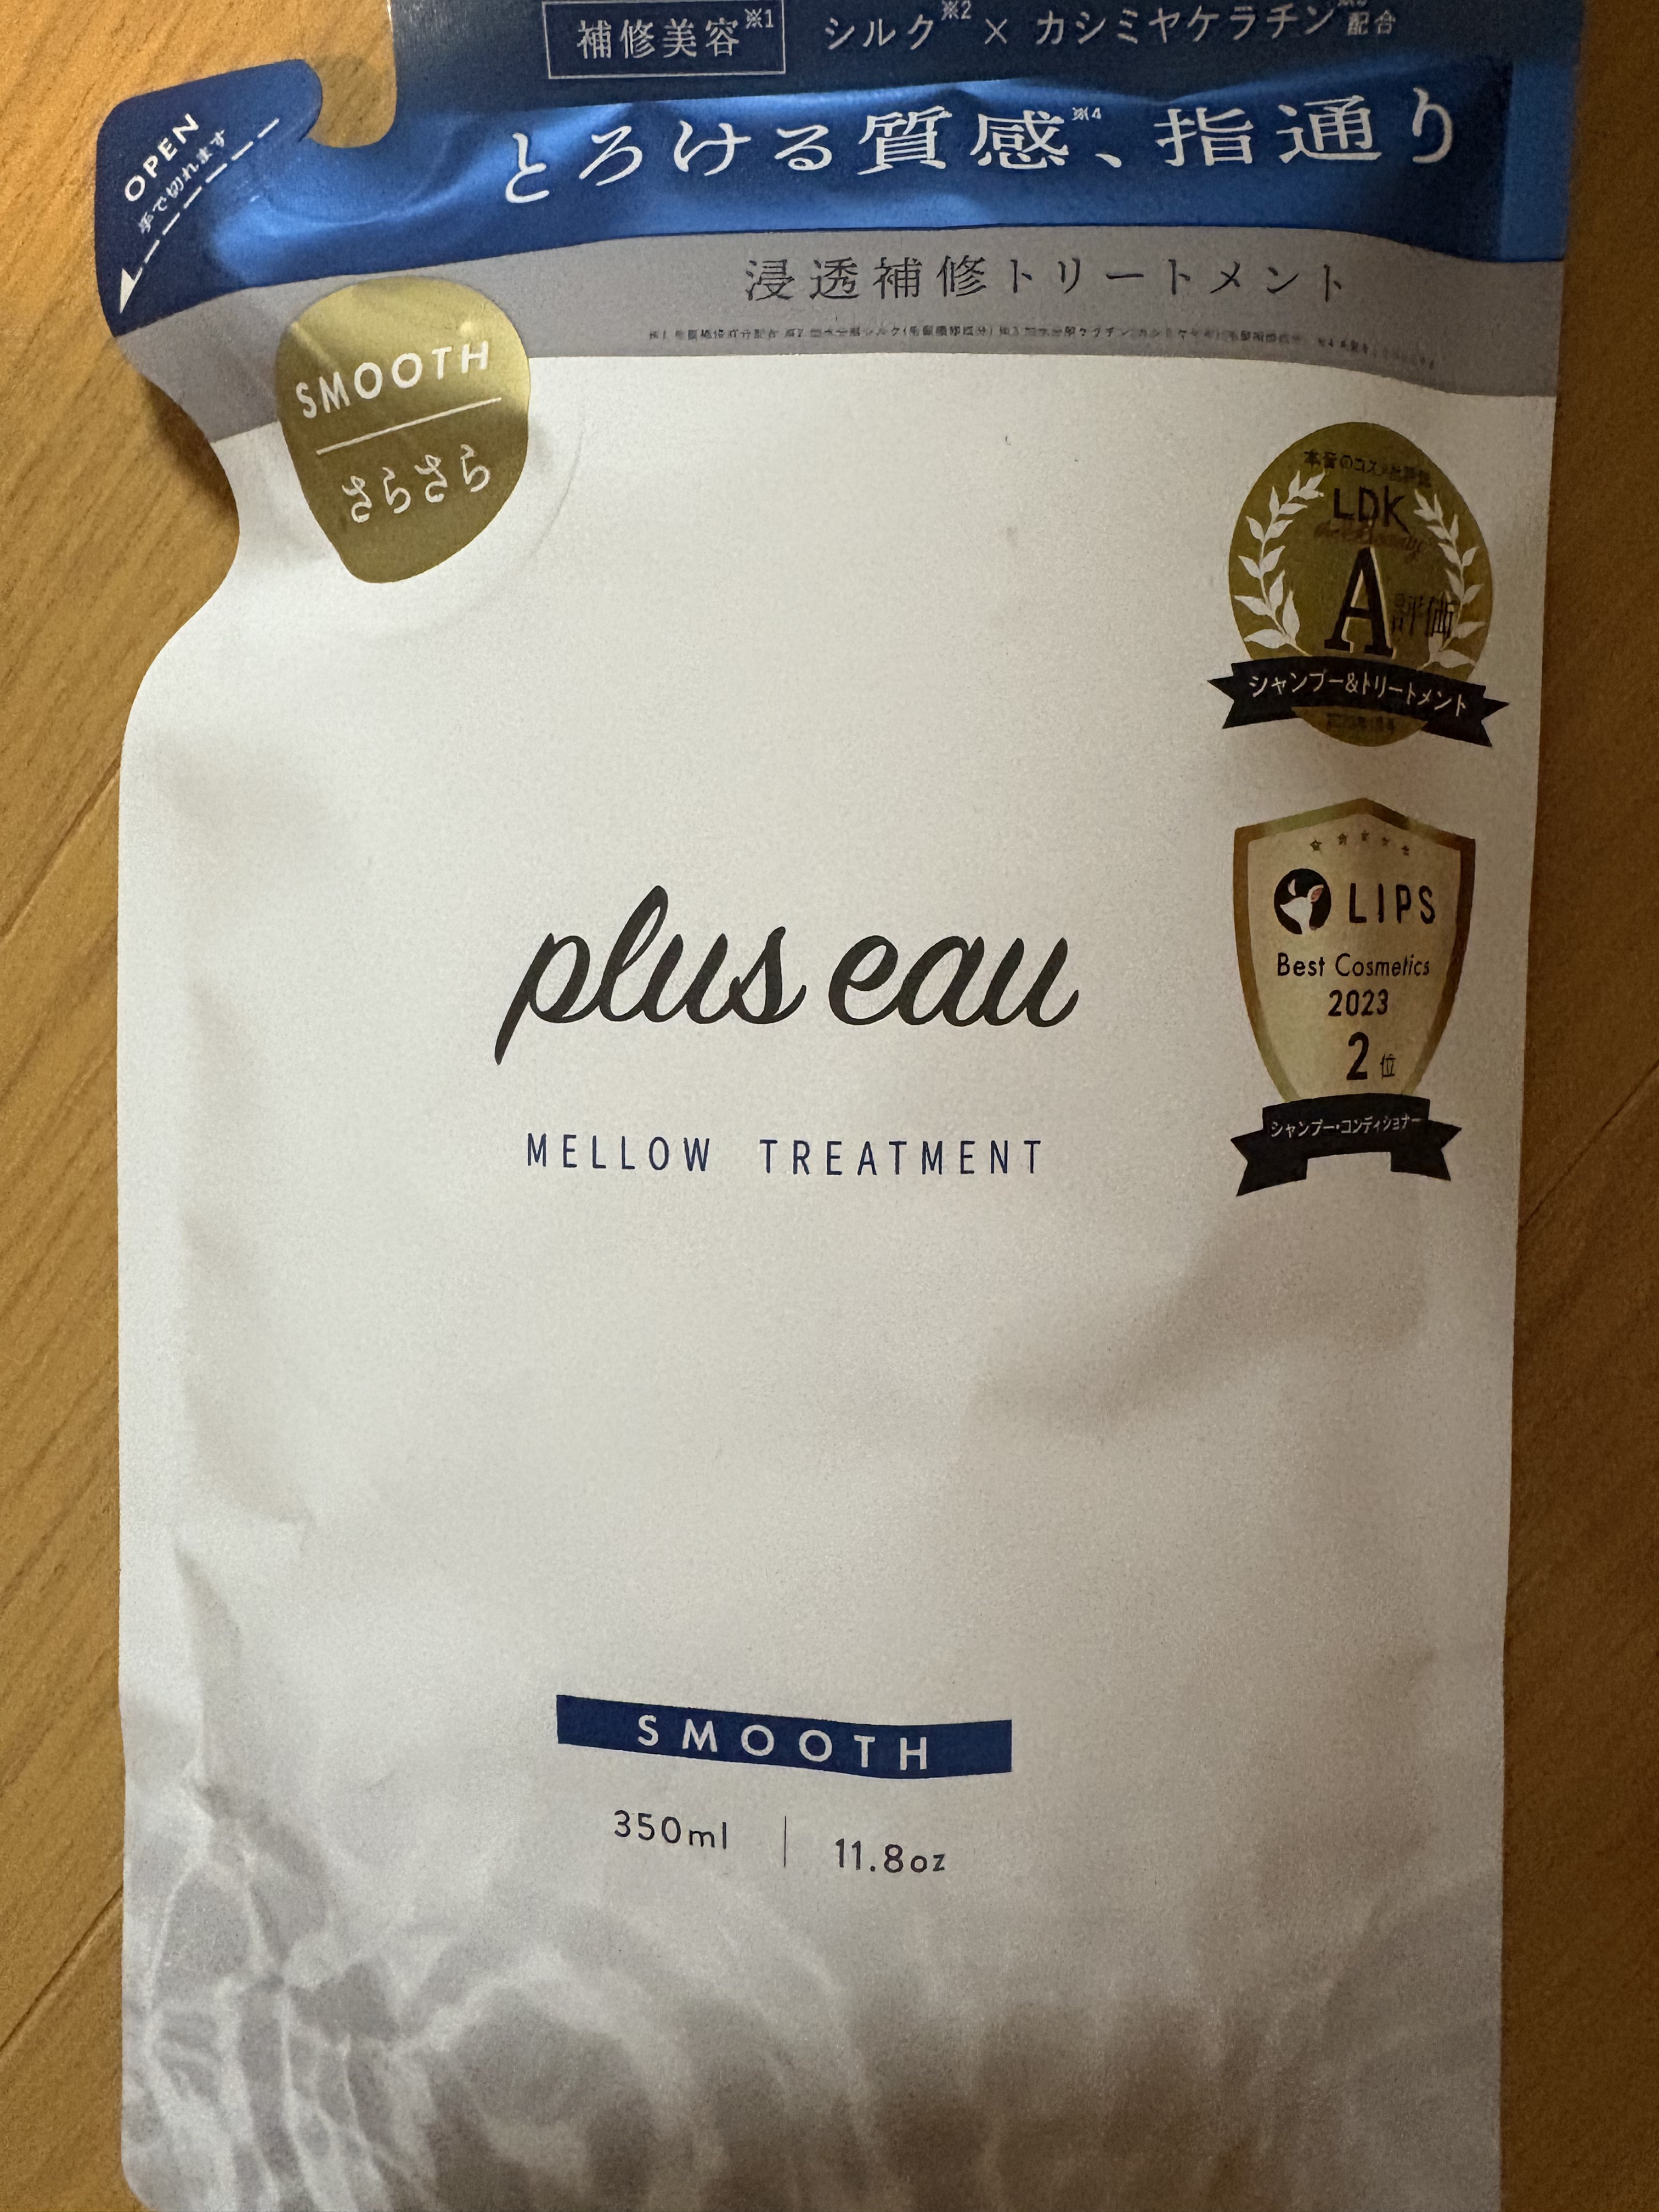 補修美容※1 シルク※2 × カシミヤケラチン 配合
とろける質感※4、指通り
OPEN
手で切れます
浸透補修トリートメント
SMOOTH
さらさら
LDK
A評価
シャンプー&トリートメント
LIPS
Best Cosmetics
2023
2位
シャンプー・コンディショナー
plus eau
MELLOW TREATMENT
SMOOTH
350ml | 11.8oz